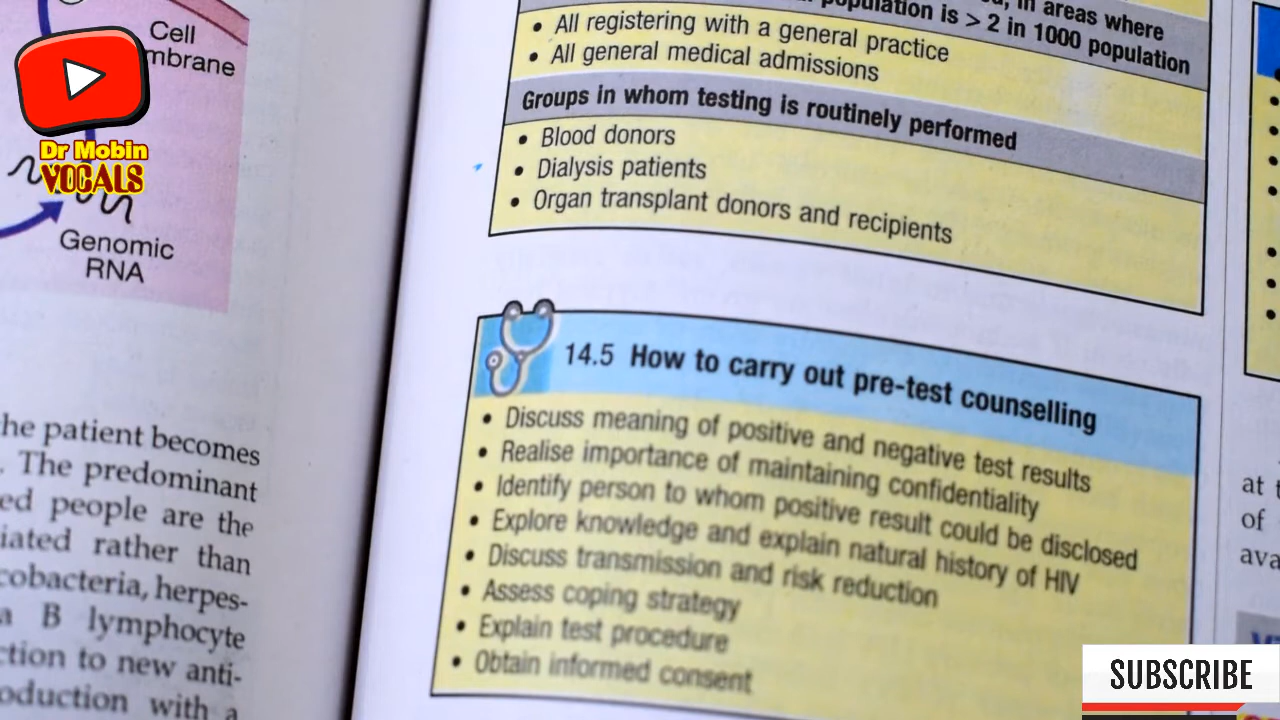 Cell
mbrane
Dr Mobin
VOCALS
Genomic
RNA
he patient becomes
. The predominant
ed people are the
iated rather than
cobacteria, herpes-
a B lymphocyte
ction to new anti-
oduction with a
in areas where
population is > 2 in 1000 population
• All registering with a general practice
• All general medical admissions
Groups in whom testing is routinely performed
• Blood donors
• Dialysis patients
• Organ transplant donors and recipients
14.5 How to carry out pre-test counselling
• Discuss meaning of positive and negative test results
• Realise importance of maintaining confidentiality
• Identify person to whom positive result could be disclosed
• Explore knowledge and explain natural history of HIV
• Discuss transmission and risk reduction
• Assess coping strategy
• Explain test procedure
• Obtain informed consent
at
of
ava
SUBSCRIBE